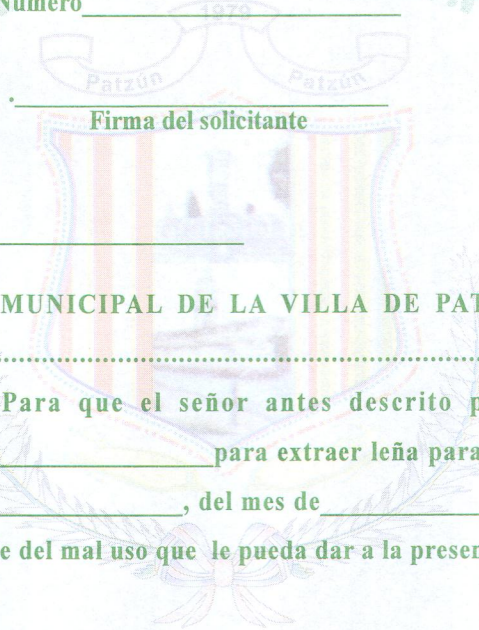 Número
1979
Patzún Patzún
Firma del solicitante
MUNICIPAL DE LA VILLA DE PAT
Para que el señor antes descrito p
para extraer leña para
, del mes de
e del mal uso que le pueda dar a la presen